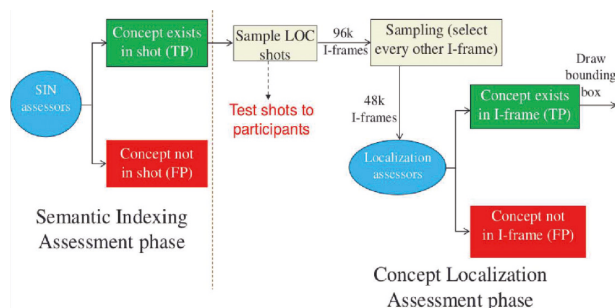 SIN
assessors
Concept exists
in shot (TP)
Concept not
in shot (FP)
Semantic Indexing
Assessment phase
Sample LOC
shots
Test shots to
participants
96k
I-frames
Sampling (select
every other I-frame)
48k
I-frames
Localization
assessors
Concept exists
in I-frame (TP)
Draw
bounding
box
Concept not
in I-frame (FP)
Concept Localization
Assessment phase